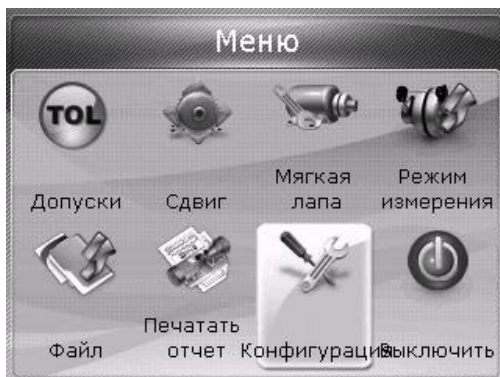 Меню
TOL
Допуски
Сдвиг
Мягкая
лапа
Режим
измерения
Файл
Печатать
отчет
Конфигурация
Выключить